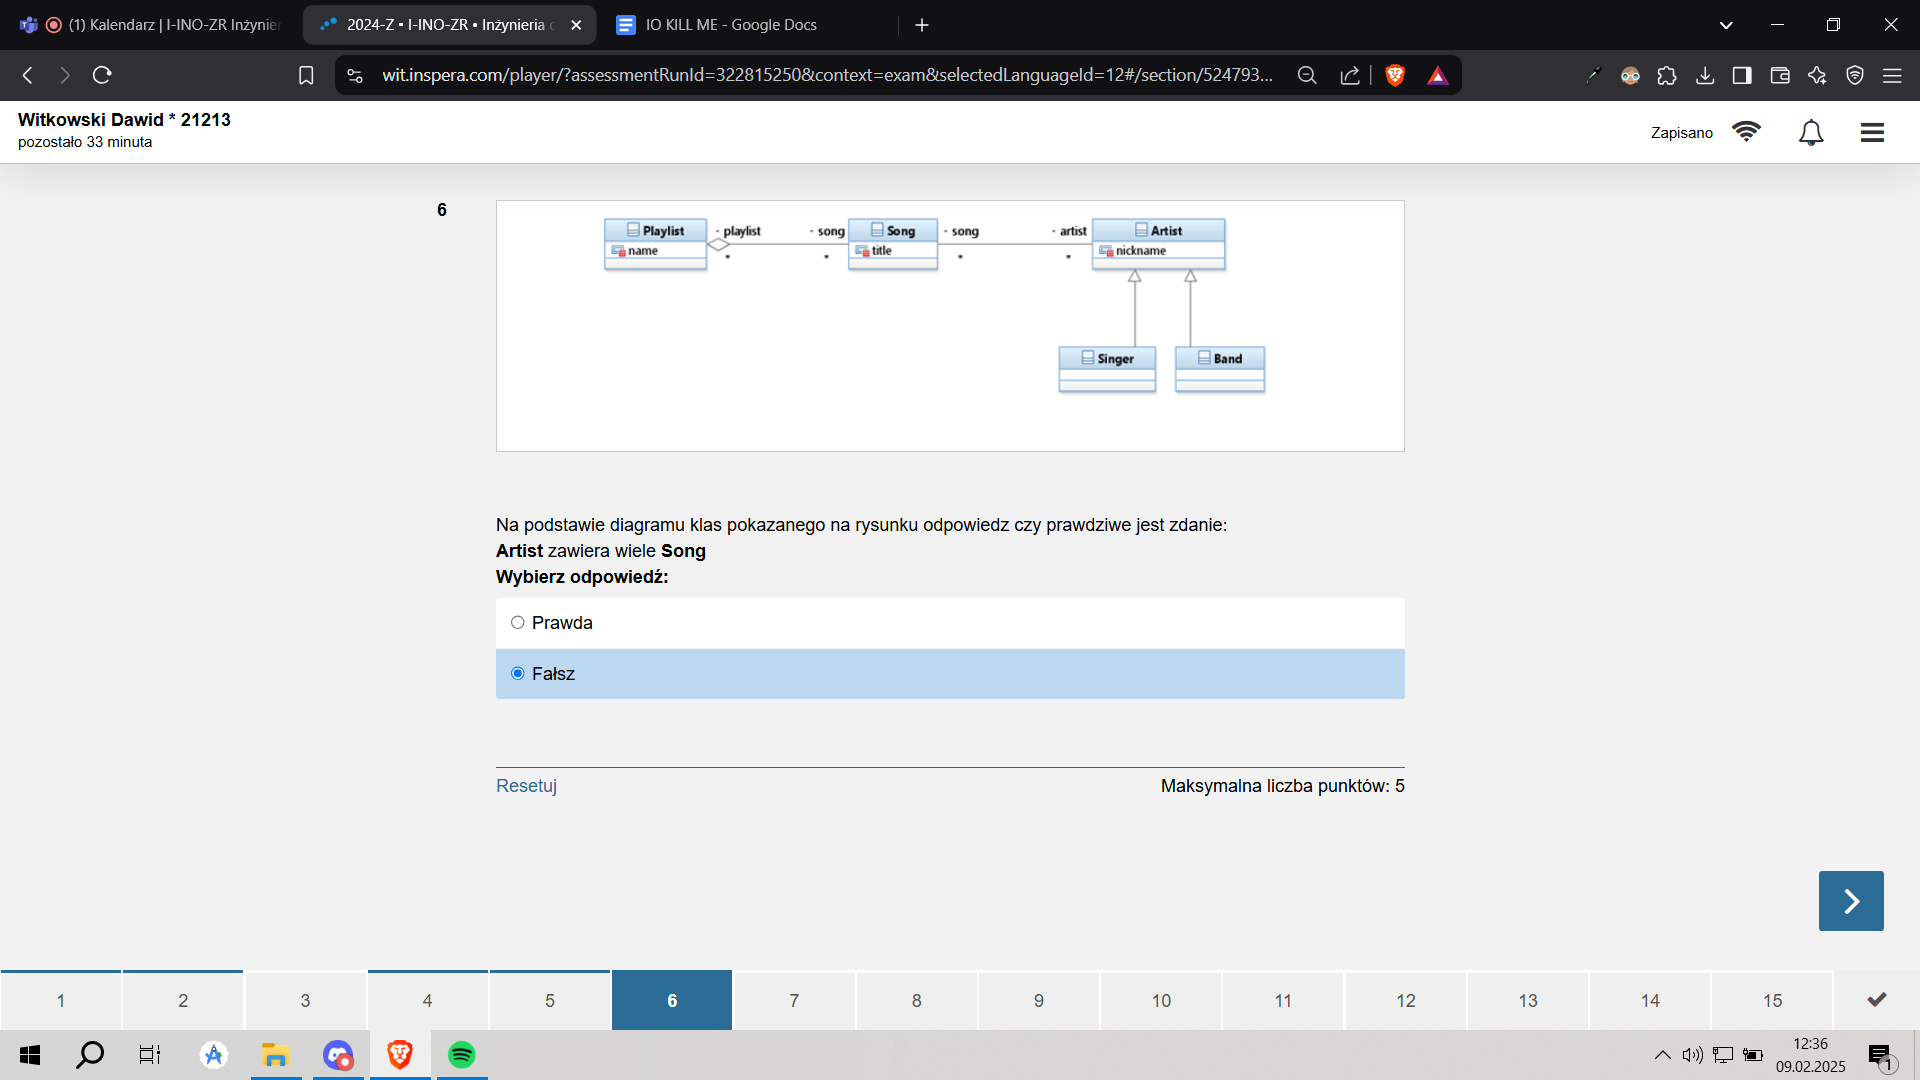 (1) Kalendarz | I-INO-ZR Inżynier
2024-Z • I-INO-ZR • Inżynieria o
IO KILL ME - Google Docs
wit.inspera.com/player/?assessmentRunId=322815250&context=exam&selectedLanguageId=12#/section/524793...
Witkowski Dawid * 21213
pozostało 33 minuta
Zapisano
6
Playlist
- playlist
- song
Song
- song
- artist
Artist
name
*
*
title
*
*
nickname
Singer
Band
Na podstawie diagramu klas pokazanego na rysunku odpowiedz czy prawdziwe jest zdanie:
Artist zawiera wiele Song
Wybierz odpowiedź:
Prawda
Fałsz
Resetuj
Maksymalna liczba punktów: 5
1
2
3
4
5
6
7
8
9
10
11
12
13
14
15
12:36
09.02.2025
1